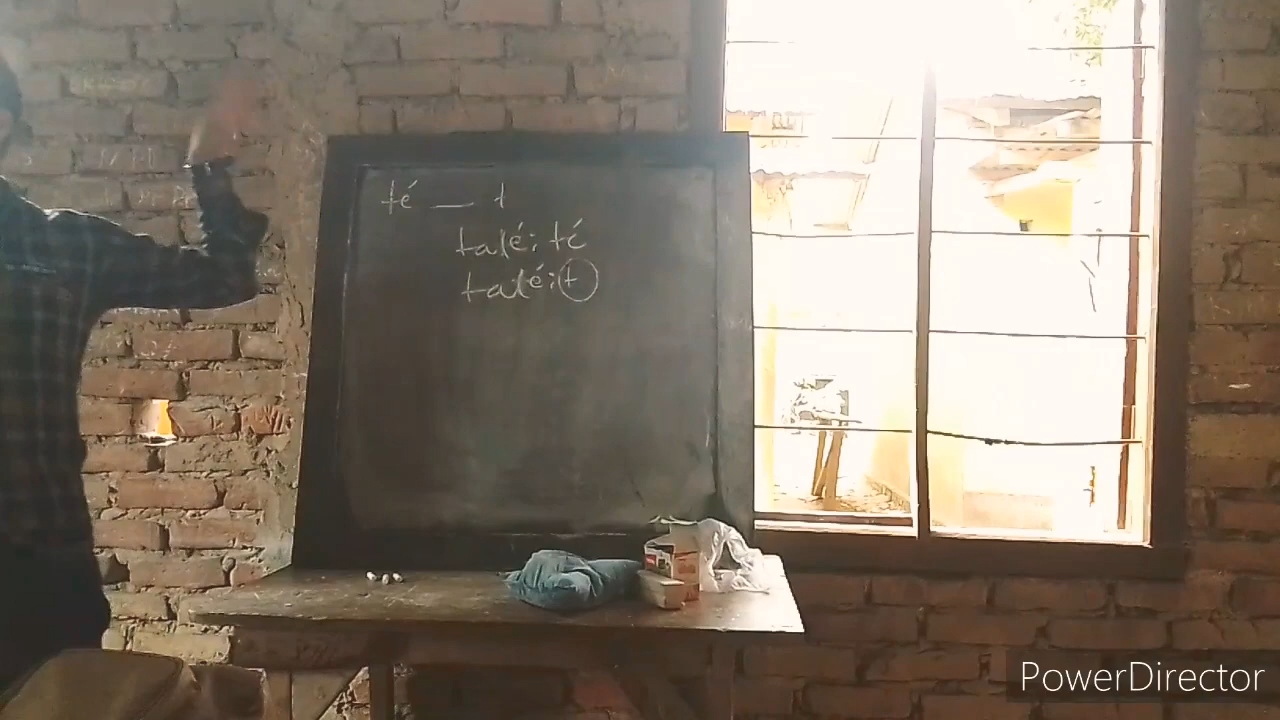 té — t
talé; té
talé; t
PowerDirector